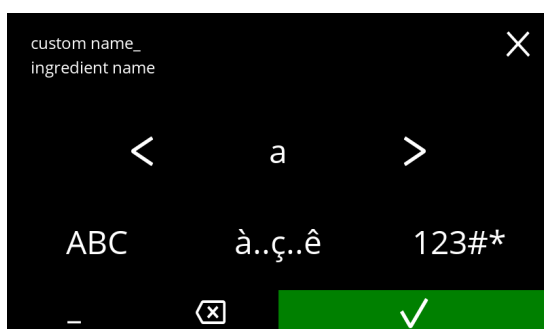 custom name_
ingredient name
< a >
ABC à..ç..ê 123#*
_